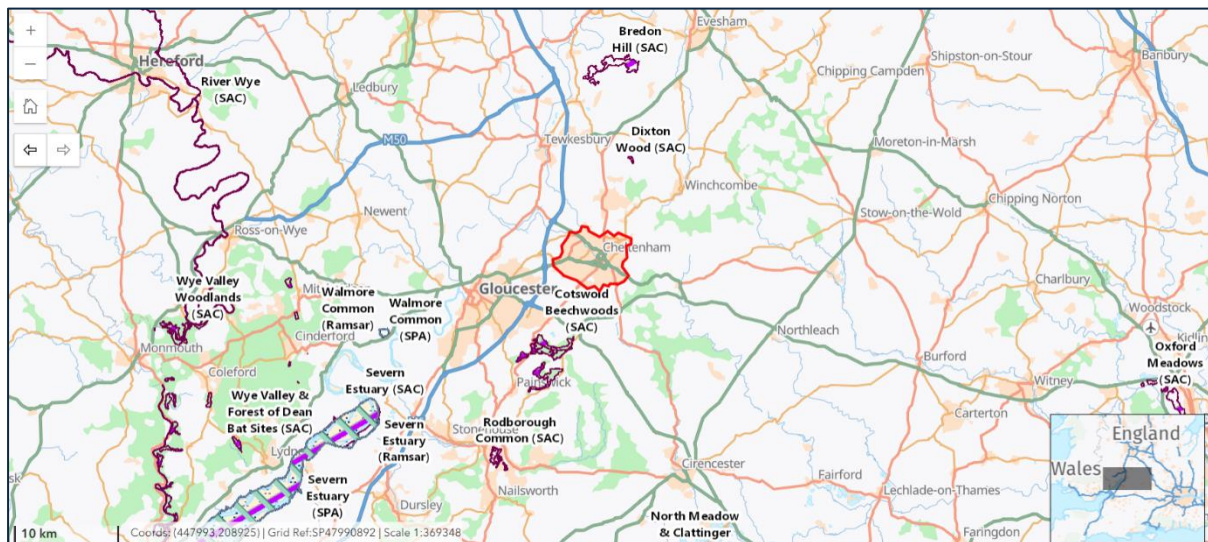 Evesham
Bredon
Hill (SAC)
Shipston-on-Stour
Banbury
Hereford
River Wye
(SAC)
Ledbury
Chipping Campden
M50
Tewkesbury
Dixton
Wood (SAC)
Moreton-in-Marsh
Winchcombe
Newent
Chipping Norton
Stow-on-the-Wold
Ross-on-Wye
Cheltenham
Wye Valley
Woodlands
(SAC)
Walmore
Common
(Ramsar)
Walmore
Common
(SPA)
Gloucester
Cotswold
Beechwoods
(SAC)
Charlbury
Woodstock
Cinderford
Northleach
Monmouth
Burford
Kidlin
Oxford
Meadows
(SAC)
Coleford
Severn
Estuary (SAC)
Painswick
Witney
Wye Valley &
Forest of Dean
Bat Sites (SAC)
Carterton
Severn
Estuary
(Ramsar)
Rodborough
Common (SAC)
Stonehouse
England
Lydney
Cirencester
Wales
Severn
Estuary
(SPA)
Nailsworth
Fairford
Lechlade-on-Thames
Dursley
North Meadow
& Clattinger
Faringdon
10 km
Coords: (447993,208925) | Grid Ref:SP47990892 | Scale 1:369348